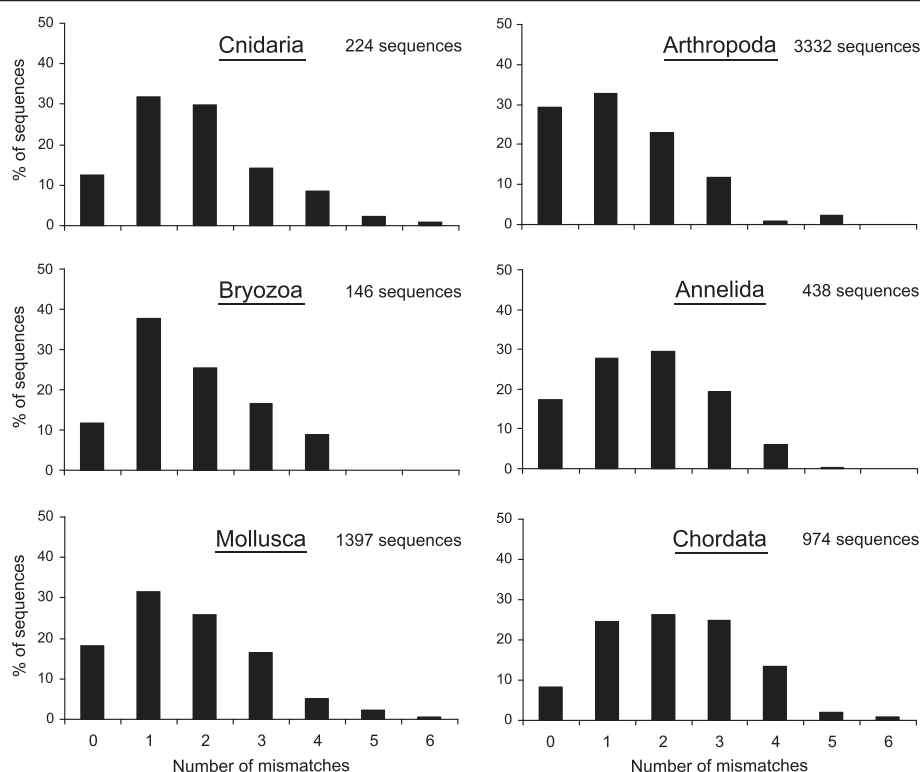 Cnidaria
224 sequences
% of sequences
50
40
30
20
10
0
Arthropoda
3332 sequences
50
40
30
20
10
0
Bryozoa
146 sequences
% of sequences
50
40
30
20
10
0
Annelida
438 sequences
50
40
30
20
10
0
Mollusca
1397 sequences
% of sequences
50
40
30
20
10
0
0 1 2 3 4 5 6
Number of mismatches
Chordata
974 sequences
50
40
30
20
10
0
0 1 2 3 4 5 6
Number of mismatches